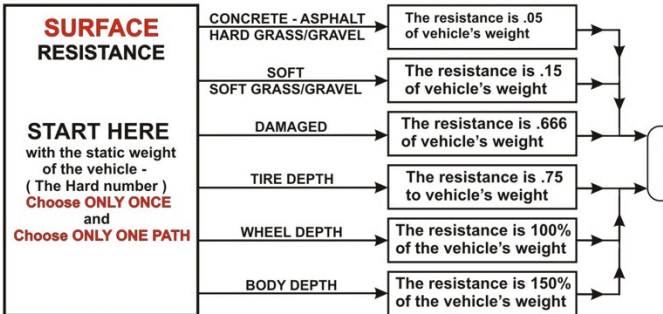 SURFACE
RESISTANCE
START HERE
with the static weight
of the vehicle -
( The Hard number )
Choose ONLY ONCE
and
Choose ONLY ONE PATH
CONCRETE - ASPHALT
HARD GRASS/GRAVEL
The resistance is .05
of vehicle's weight
SOFT
SOFT GRASS/GRAVEL
The resistance is .15
of vehicle's weight
DAMAGED
The resistance is .666
of vehicle's weight
TIRE DEPTH
The resistance is .75
to vehicle's weight
WHEEL DEPTH
The resistance is 100%
of the vehicle's weight
BODY DEPTH
The resistance is 150%
of the vehicle's weight